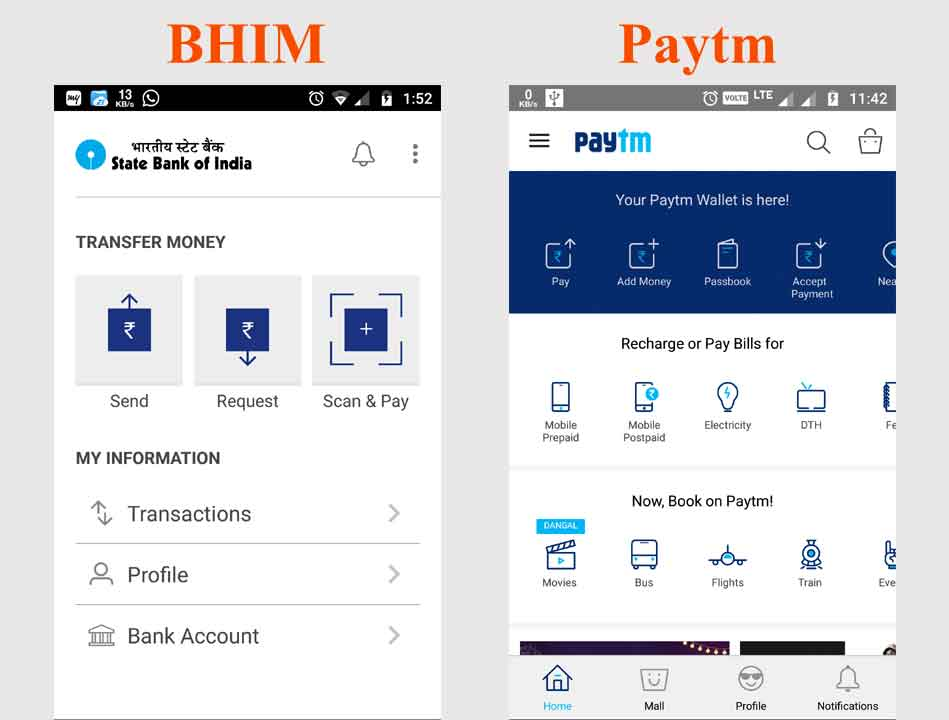 BHIM
my
13
KB/s
1:52
भारतीय स्टेट बैंक
State Bank of India
TRANSFER MONEY
₹
₹
+
Send
Request
Scan & Pay
MY INFORMATION
Transactions
Profile
Bank Account
Paytm
0
KB/s
VOLTE
LTE
11:42
paytm
Your Paytm Wallet is here!
₹
₹
₹
Pay
Add Money
Passbook
Accept
Payment
Nea
Recharge or Pay Bills for
₹
Mobile
Prepaid
Mobile
Postpaid
Electricity
DTH
Fe
Now, Book on Paytm!
DANGAL
Movies
Bus
Flights
Train
Eve
Home
Mall
Profile
Notifications